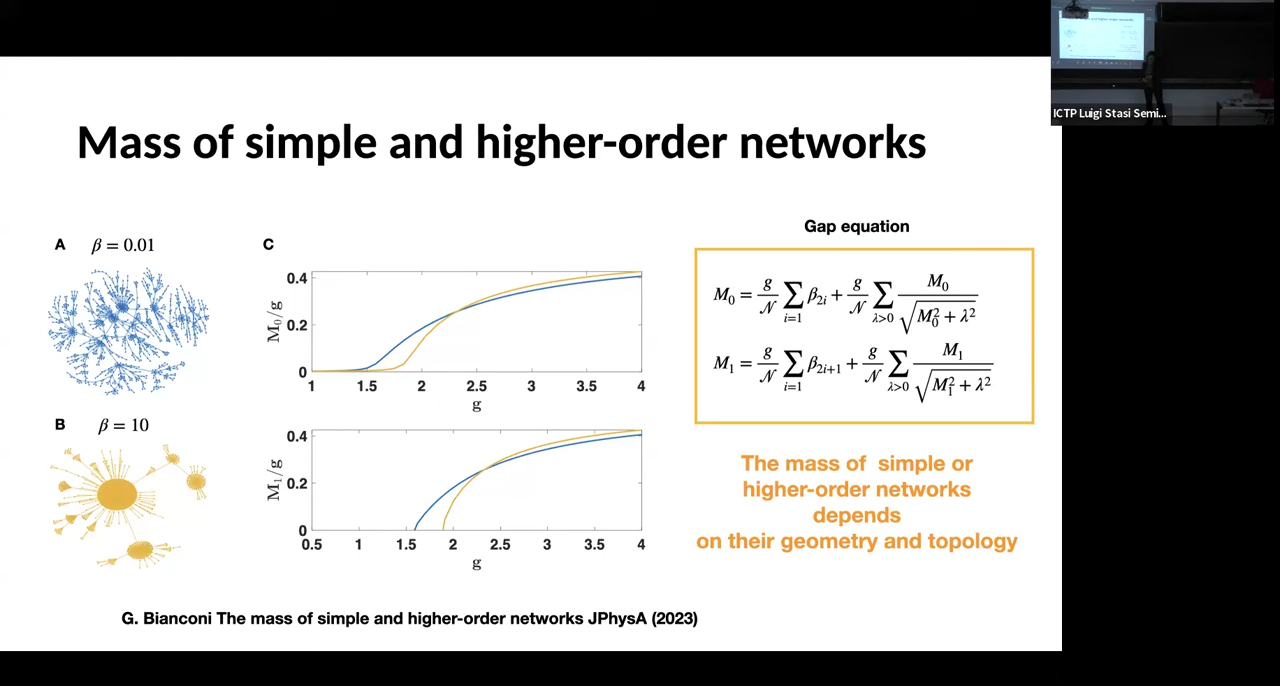 Mass of simple and higher-order networks
ICTP Luigi Stasi Semi...
A β = 0.01
C
0.4
0.2
0
M₀/g
1 1.5 2 2.5 3 3.5 4
g
B β = 10
0.4
0.2
0
M₁/g
0.5 1 1.5 2 2.5 3 3.5 4
g
Gap equation
M₀ = g/𝒩 ∑_{i=1} β_{2i} + g/𝒩 ∑_{λ>0} M₀/√(M₀² + λ²)
M₁ = g/𝒩 ∑_{i=1} β_{2i+1} + g/𝒩 ∑_{λ>0} M₁/√(M₁² + λ²)
The mass of simple or
higher-order networks
depends
on their geometry and topology
G. Bianconi The mass of simple and higher-order networks JPhysA (2023)